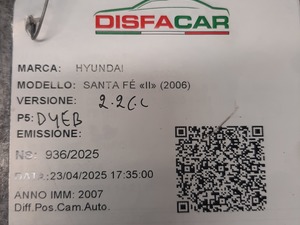 DISFACAR
MARCA: HYUNDAI
MODELLO: SANTA FÉ «II» (2006)
VERSIONE: 2.2
P5: DYEB
EMISSIONE:
NS: 936/2025
DATA: 23/04/2025 17:35:00
ANNO IMM: 2007
Diff.Pos.Cam.Auto.